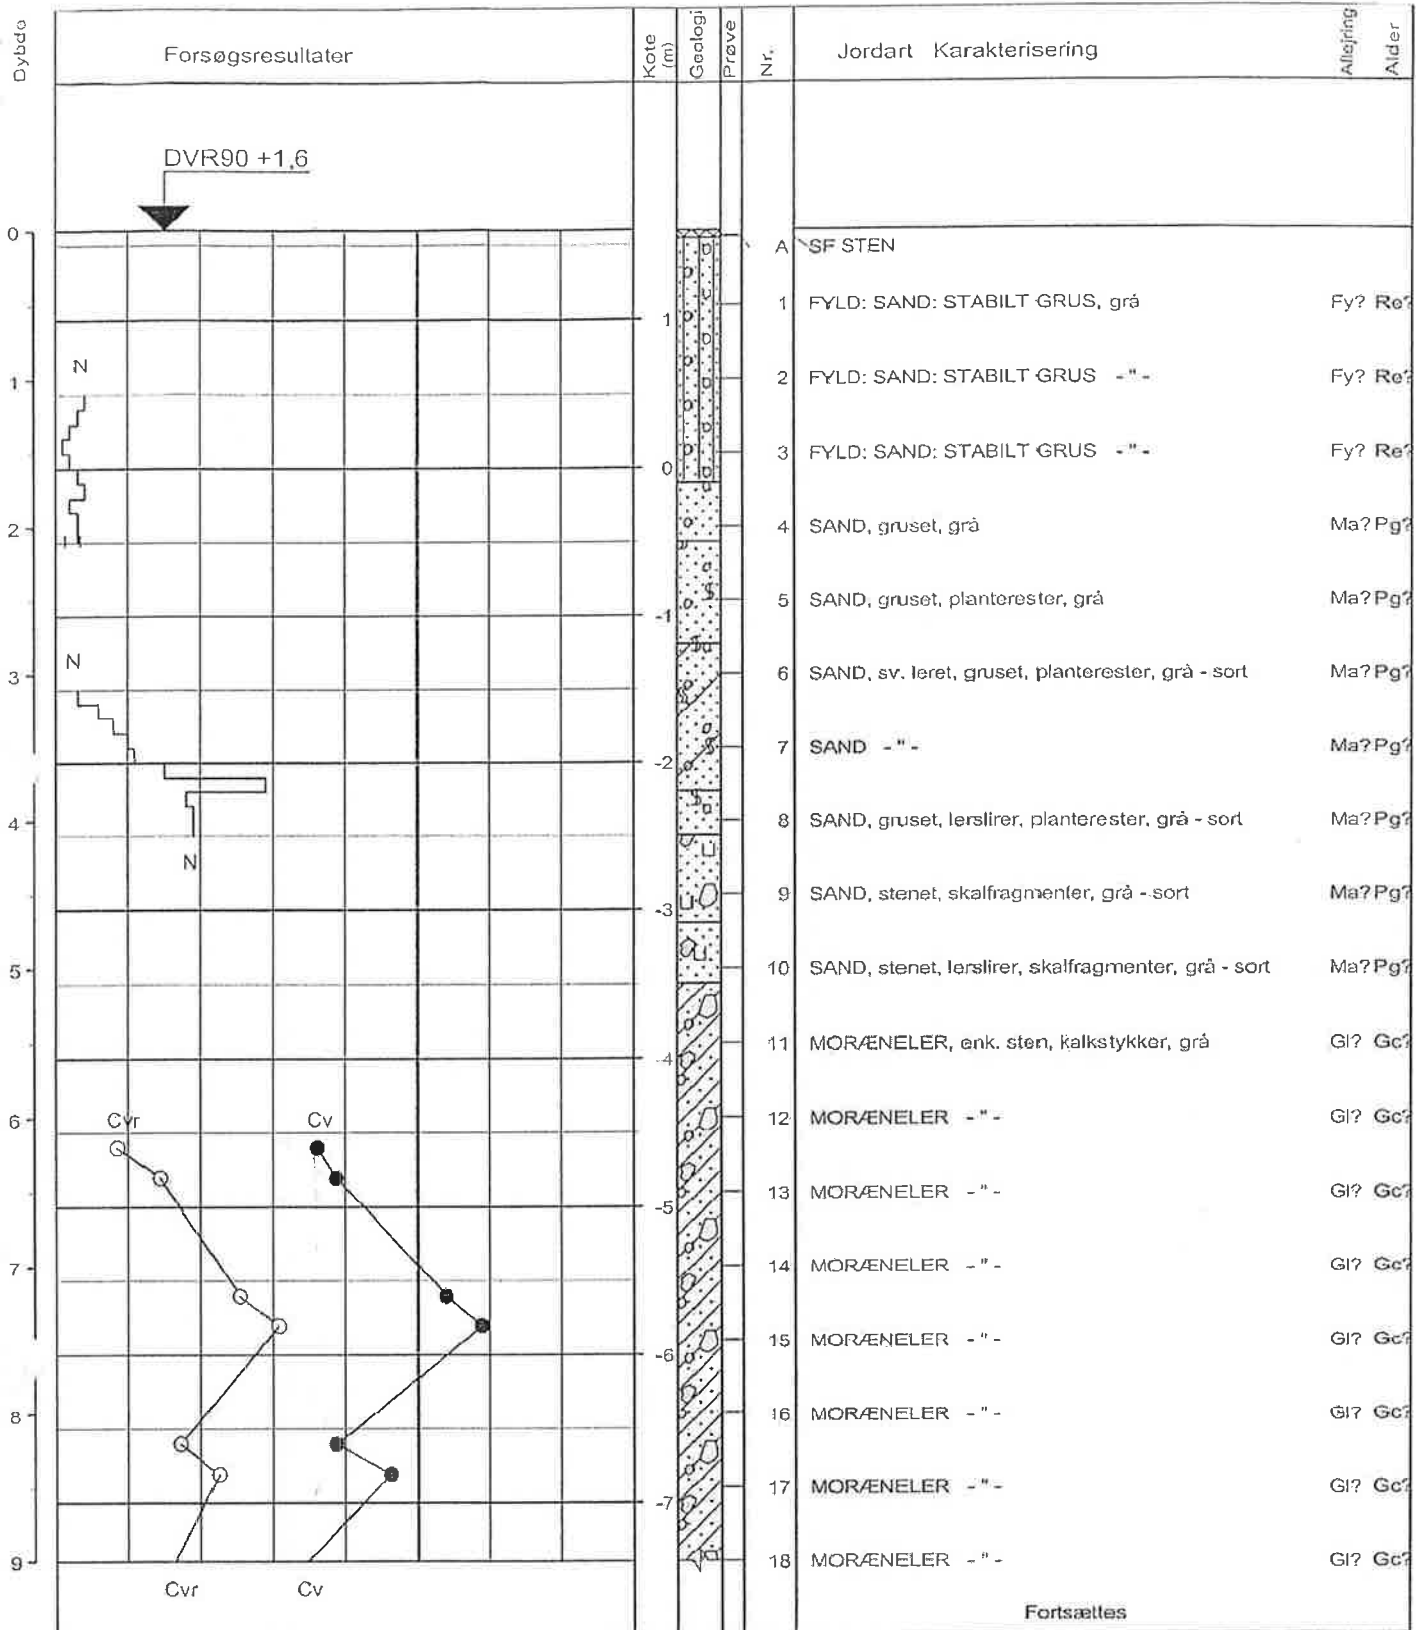 Dybde
Forsøgsresultater
Kote (m)
Geologi
Prøve
Nr.
Jordart Karakterisering
Aflejring
Alder
DVR90 +1,6
0
A SF STEN
1 FYLD: SAND: STABILT GRUS, grå Fy? Re?
1
N
1
2 FYLD: SAND: STABILT GRUS -"- Fy? Re?
3 FYLD: SAND: STABILT GRUS -"- Fy? Re?
0
2
4 SAND, gruset, grå Ma? Pg?
5 SAND, gruset, planterester, grå Ma? Pg?
-1
N
3
6 SAND, sv. leret, gruset, planterester, grå - sort Ma? Pg?
7 SAND -"- Ma? Pg?
-2
4
8 SAND, gruset, lerslirer, planterester, grå - sort Ma? Pg?
N
9 SAND, stenet, skalfragmenter, grå - sort Ma? Pg?
-3
5
10 SAND, stenet, lerslirer, skalfragmenter, grå - sort Ma? Pg?
11 MORÆNELER, enk. sten, kalkstykker, grå Gl? Gc?
-4
6
Cvr Cv
12 MORÆNELER -"- Gl? Gc?
13 MORÆNELER -"- Gl? Gc?
-5
7
14 MORÆNELER -"- Gl? Gc?
15 MORÆNELER -"- Gl? Gc?
-6
8
16 MORÆNELER -"- Gl? Gc?
17 MORÆNELER -"- Gl? Gc?
-7
9
18 MORÆNELER -"- Gl? Gc?
Cvr Cv
Fortsættes